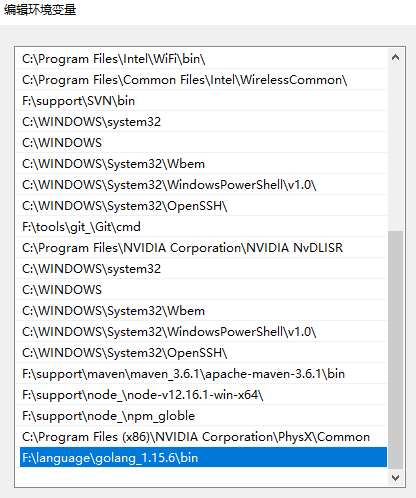 编辑环境变量
C:\Program Files\Intel\WiFi\bin\
C:\Program Files\Common Files\Intel\WirelessCommon\
F:\support\SVN\bin
C:\WINDOWS\system32
C:\WINDOWS
C:\WINDOWS\System32\Wbem
C:\WINDOWS\System32\WindowsPowerShell\v1.0\
C:\WINDOWS\System32\OpenSSH\
F:\tools\git_\Git\cmd
C:\Program Files\NVIDIA Corporation\NVIDIA NvDLISR
C:\WINDOWS\system32
C:\WINDOWS
C:\WINDOWS\System32\Wbem
C:\WINDOWS\System32\WindowsPowerShell\v1.0\
C:\WINDOWS\System32\OpenSSH\
F:\support\maven\maven_3.6.1\apache-maven-3.6.1\bin
F:\support\node_\node-v12.16.1-win-x64\
F:\support\node_\npm_globle
C:\Program Files (x86)\NVIDIA Corporation\PhysX\Common
F:\language\golang_1.15.6\bin